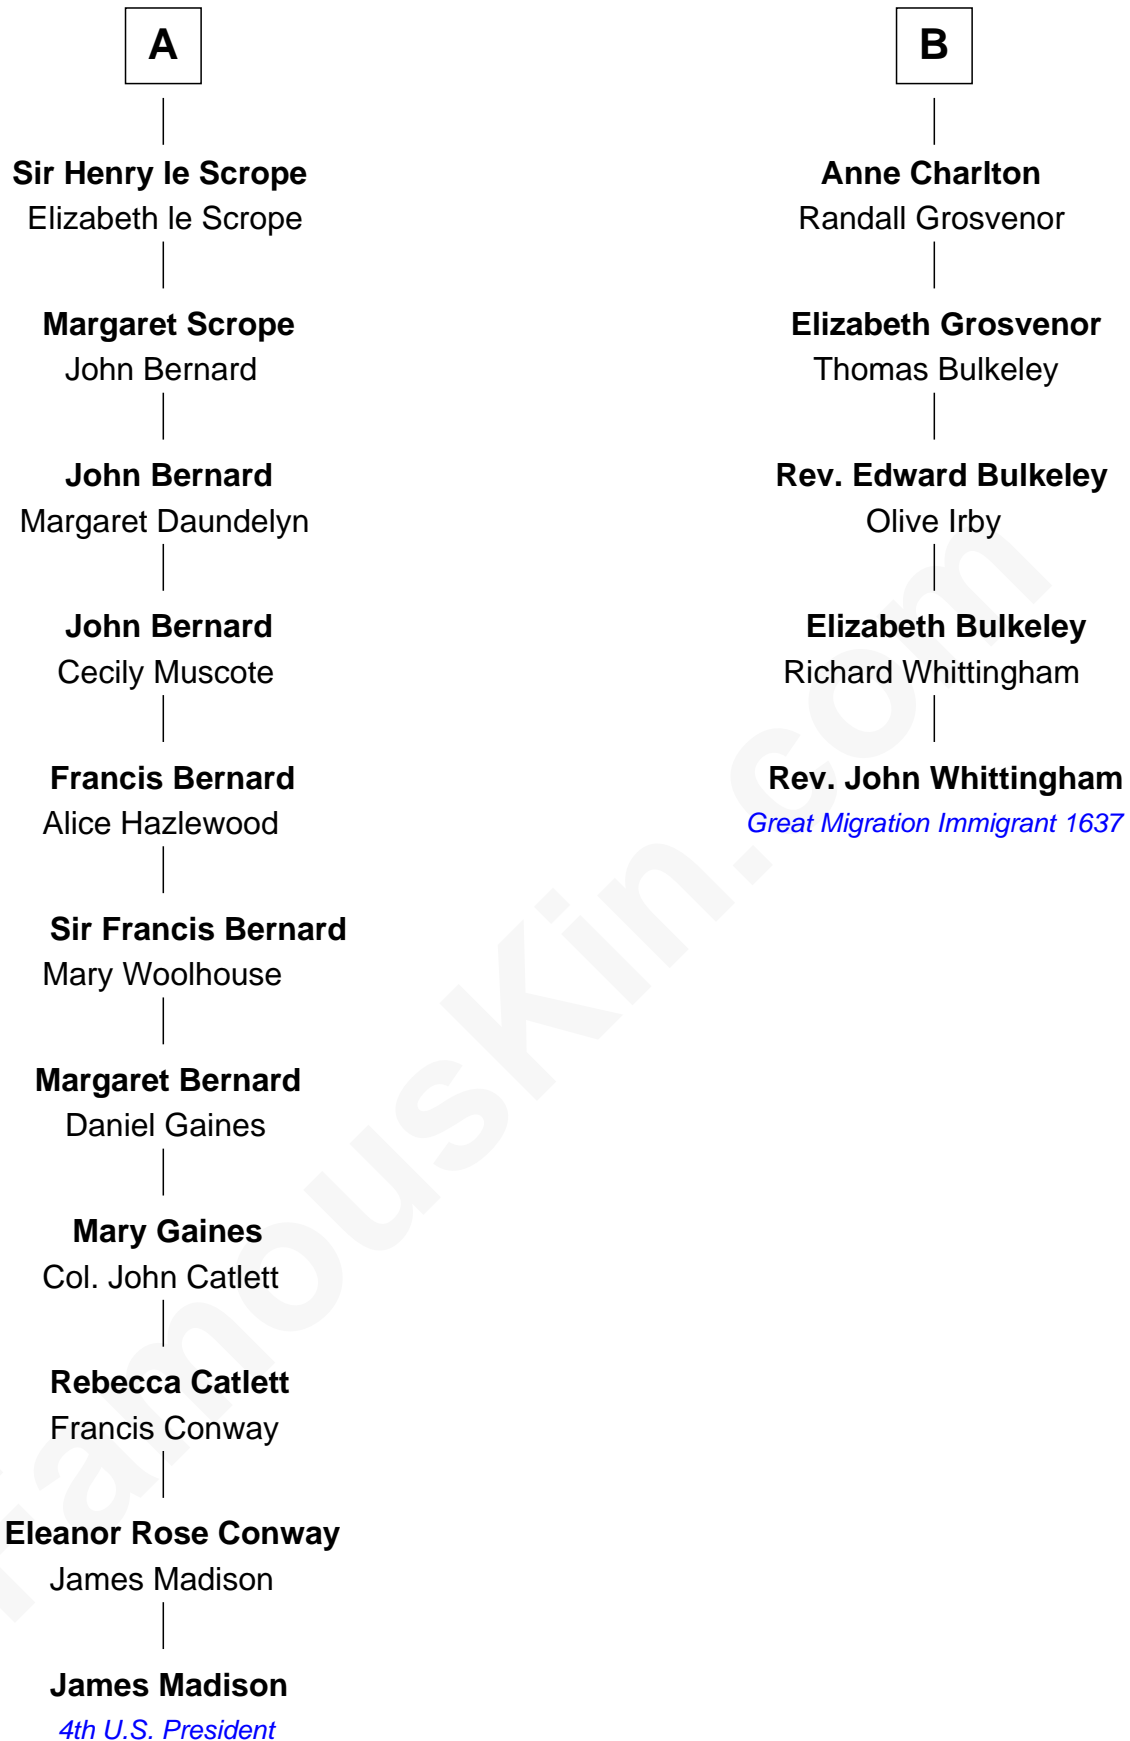 A
Sir Henry le Scrope
Elizabeth le Scrope
Margaret Scrope
John Bernard
John Bernard
Margaret Daundelyn
John Bernard
Cecily Muscote
Francis Bernard
Alice Hazlewood
Sir Francis Bernard
Mary Woolhouse
Margaret Bernard
Daniel Gaines
Mary Gaines
Col. John Catlett
Rebecca Catlett
Francis Conway
Eleanor Rose Conway
James Madison
James Madison
4th U.S. President
B
Anne Charlton
Randall Grosvenor
Elizabeth Grosvenor
Thomas Bulkeley
Rev. Edward Bulkeley
Olive Irby
Elizabeth Bulkeley
Richard Whittingham
Rev. John Whittingham
Great Migration Immigrant 1637
FamousKin.com